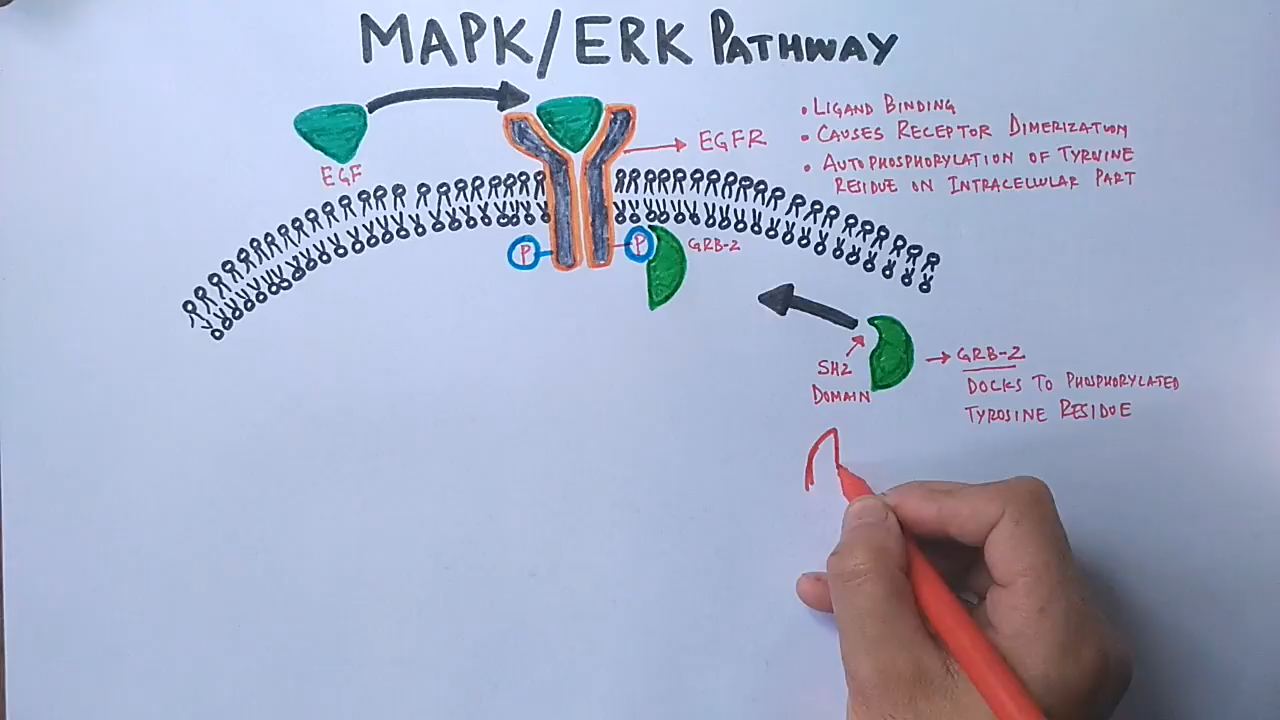 MAPK/ERK PATHWAY
EGF
EGFR
• LIGAND BINDING
• CAUSES RECEPTOR DIMERIZATION
• AUTOPHOSPHORYLATION OF TYROINE
RESIDUE ON INTRACELLULAR PART
P
P
GRB-2
SH2
DOMAIN
GRB-2
DOCKS TO PHOSPHORYLATED
TYROSINE RESIDUE